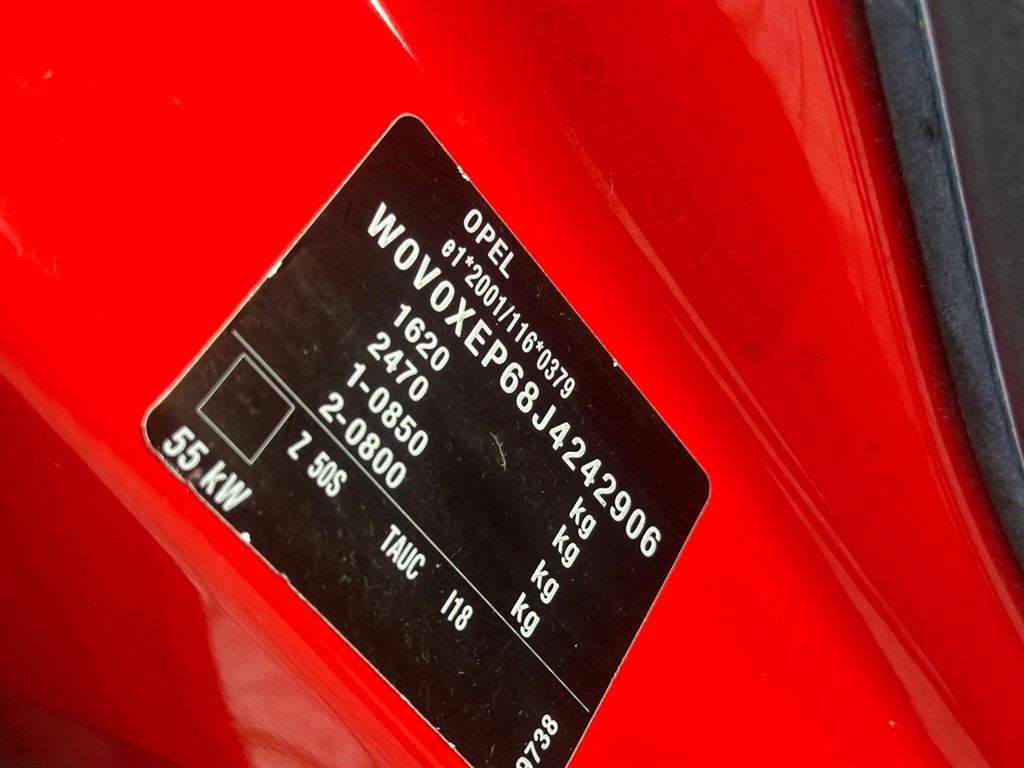 OPEL
e1*2001/116*0379
W0V0XEP68J4242906
1620 kg
2470 kg
1-0850 kg
2-0800 kg
Z 50S TAUC I18
55 kW
9738